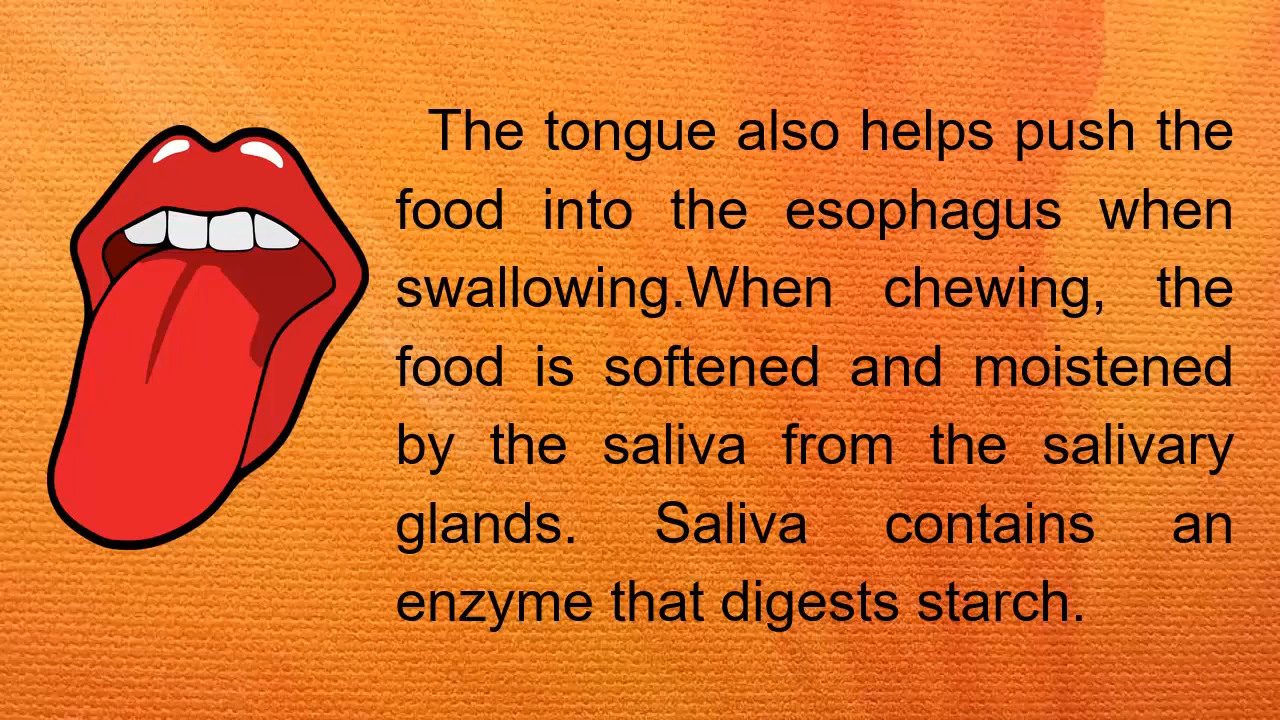 The tongue also helps push the
food into the esophagus when
swallowing.When chewing, the
food is softened and moistened
by the saliva from the salivary
glands. Saliva contains an
enzyme that digests starch.